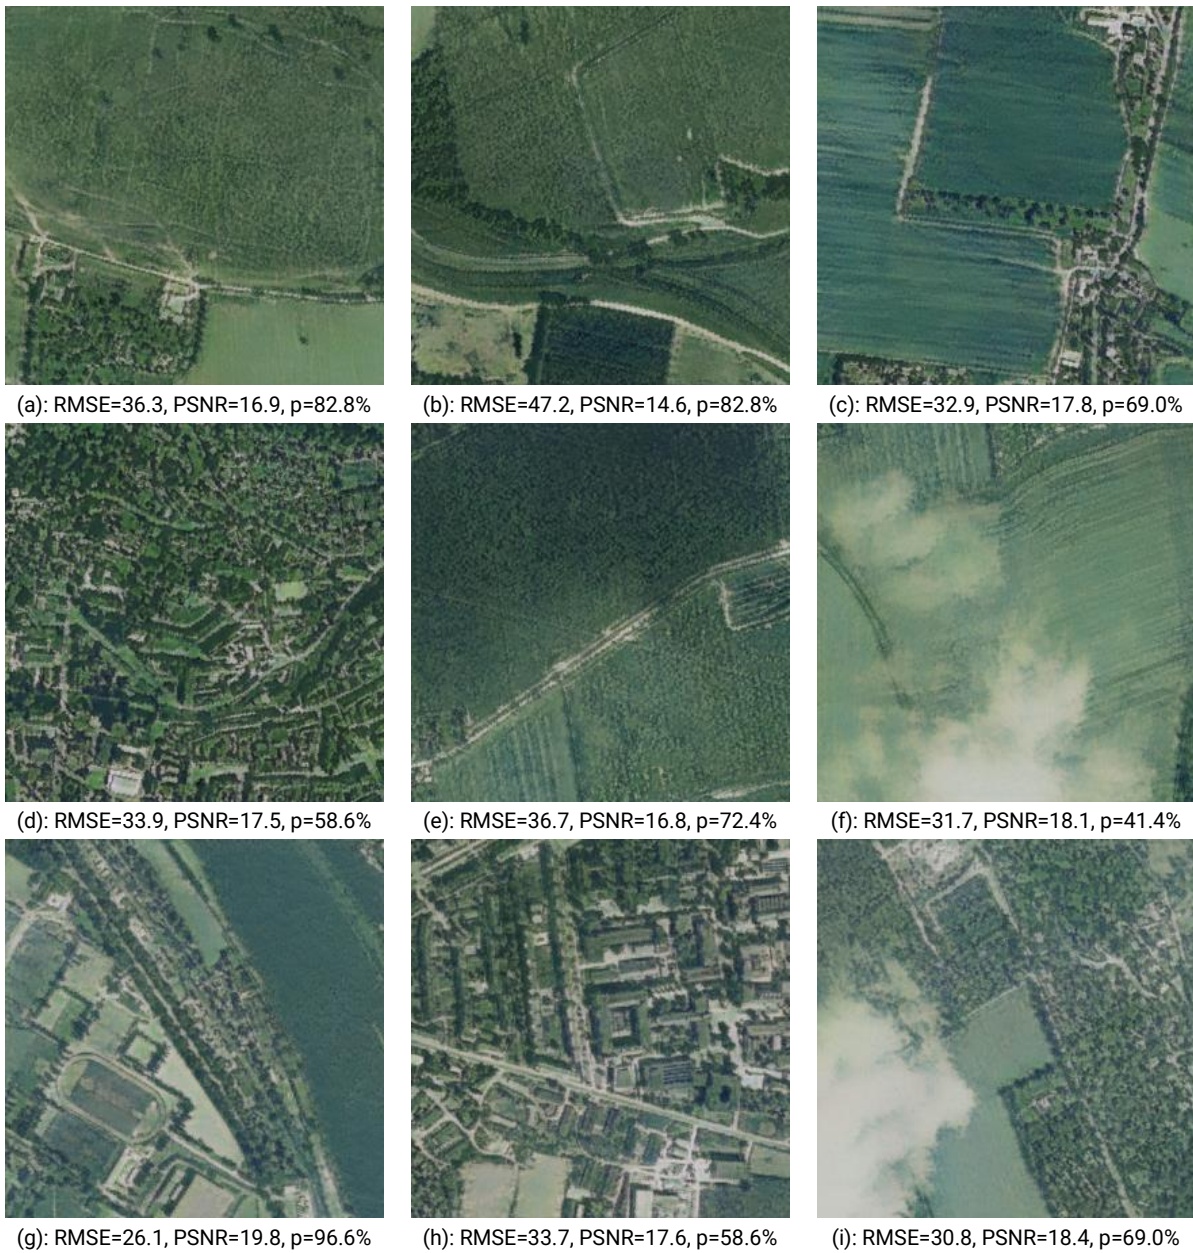 (a): RMSE=36.3, PSNR=16.9, p=82.8%
(b): RMSE=47.2, PSNR=14.6, p=82.8%
(c): RMSE=32.9, PSNR=17.8, p=69.0%
(d): RMSE=33.9, PSNR=17.5, p=58.6%
(e): RMSE=36.7, PSNR=16.8, p=72.4%
(f): RMSE=31.7, PSNR=18.1, p=41.4%
(g): RMSE=26.1, PSNR=19.8, p=96.6%
(h): RMSE=33.7, PSNR=17.6, p=58.6%
(i): RMSE=30.8, PSNR=18.4, p=69.0%